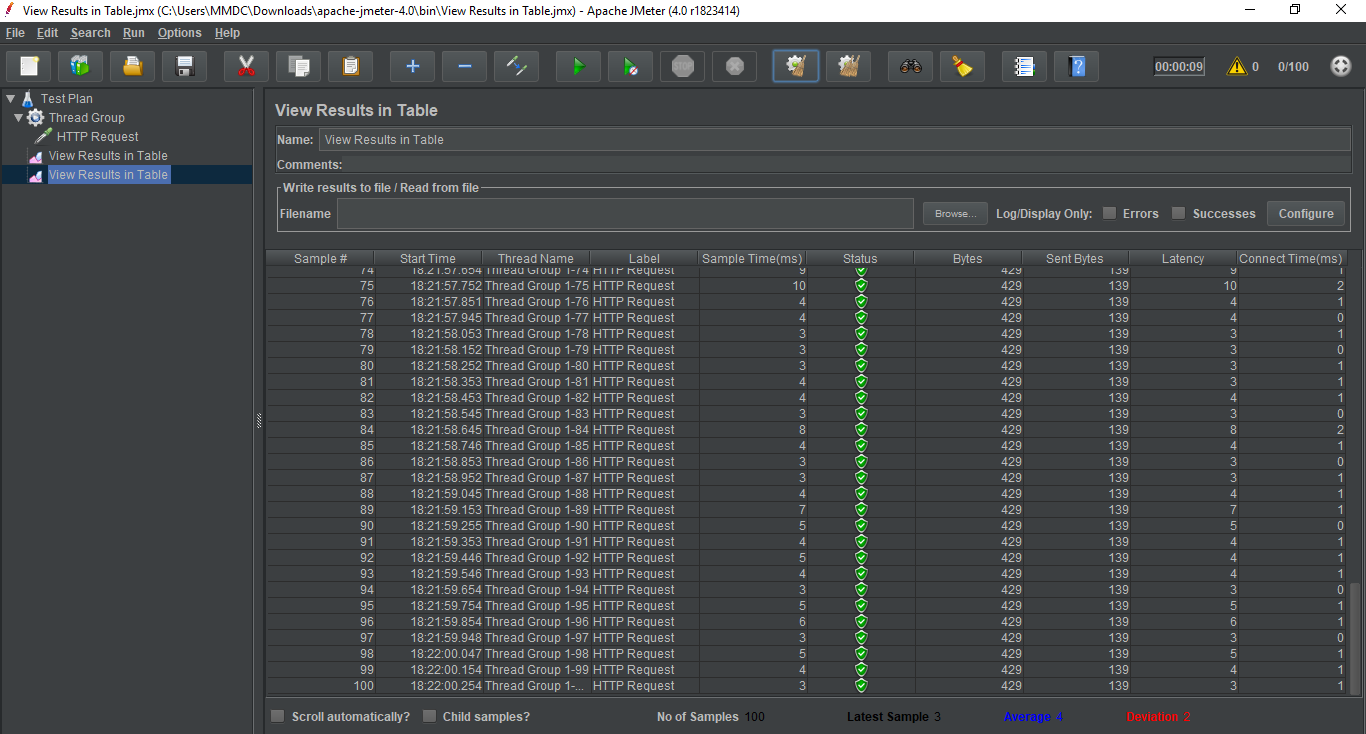 View Results in Table.jmx (C:\Users\MMDC\Downloads\apache-jmeter-4.0\bin\View Results in Table.jmx) - Apache JMeter (4.0 r1823414)
File Edit Search Run Options Help
STOP 00:00:09 0 0/100
Test Plan
Thread Group
HTTP Request
View Results in Table
View Results in Table
View Results in Table
Name: View Results in Table
Comments:
Write results to file / Read from file
Filename Browse... Log/Display Only: Errors Successes Configure
Sample # Start Time Thread Name Label Sample Time(ms) Status Bytes Sent Bytes Latency Connect Time(ms)
74 18:21:57.654 Thread Group 1-74 HTTP Request 9 429 139 9 1
75 18:21:57.752 Thread Group 1-75 HTTP Request 10 429 139 10 2
76 18:21:57.851 Thread Group 1-76 HTTP Request 4 429 139 4 1
77 18:21:57.945 Thread Group 1-77 HTTP Request 4 429 139 4 0
78 18:21:58.053 Thread Group 1-78 HTTP Request 3 429 139 3 1
79 18:21:58.152 Thread Group 1-79 HTTP Request 3 429 139 3 0
80 18:21:58.252 Thread Group 1-80 HTTP Request 3 429 139 3 1
81 18:21:58.353 Thread Group 1-81 HTTP Request 4 429 139 3 1
82 18:21:58.453 Thread Group 1-82 HTTP Request 4 429 139 4 1
83 18:21:58.545 Thread Group 1-83 HTTP Request 3 429 139 3 0
84 18:21:58.645 Thread Group 1-84 HTTP Request 8 429 139 8 2
85 18:21:58.746 Thread Group 1-85 HTTP Request 4 429 139 4 1
86 18:21:58.853 Thread Group 1-86 HTTP Request 3 429 139 3 0
87 18:21:58.952 Thread Group 1-87 HTTP Request 3 429 139 3 1
88 18:21:59.045 Thread Group 1-88 HTTP Request 4 429 139 4 1
89 18:21:59.153 Thread Group 1-89 HTTP Request 7 429 139 7 1
90 18:21:59.255 Thread Group 1-90 HTTP Request 5 429 139 5 0
91 18:21:59.353 Thread Group 1-91 HTTP Request 4 429 139 4 1
92 18:21:59.446 Thread Group 1-92 HTTP Request 5 429 139 4 1
93 18:21:59.546 Thread Group 1-93 HTTP Request 4 429 139 4 1
94 18:21:59.654 Thread Group 1-94 HTTP Request 3 429 139 3 0
95 18:21:59.754 Thread Group 1-95 HTTP Request 5 429 139 5 1
96 18:21:59.854 Thread Group 1-96 HTTP Request 6 429 139 6 1
97 18:21:59.948 Thread Group 1-97 HTTP Request 3 429 139 3 0
98 18:22:00.047 Thread Group 1-98 HTTP Request 5 429 139 5 1
99 18:22:00.154 Thread Group 1-99 HTTP Request 4 429 139 4 1
100 18:22:00.254 Thread Group 1-... HTTP Request 3 429 139 3 1
Scroll automatically? Child samples? No of Samples 100 Latest Sample 3 Average 4 Deviation 2